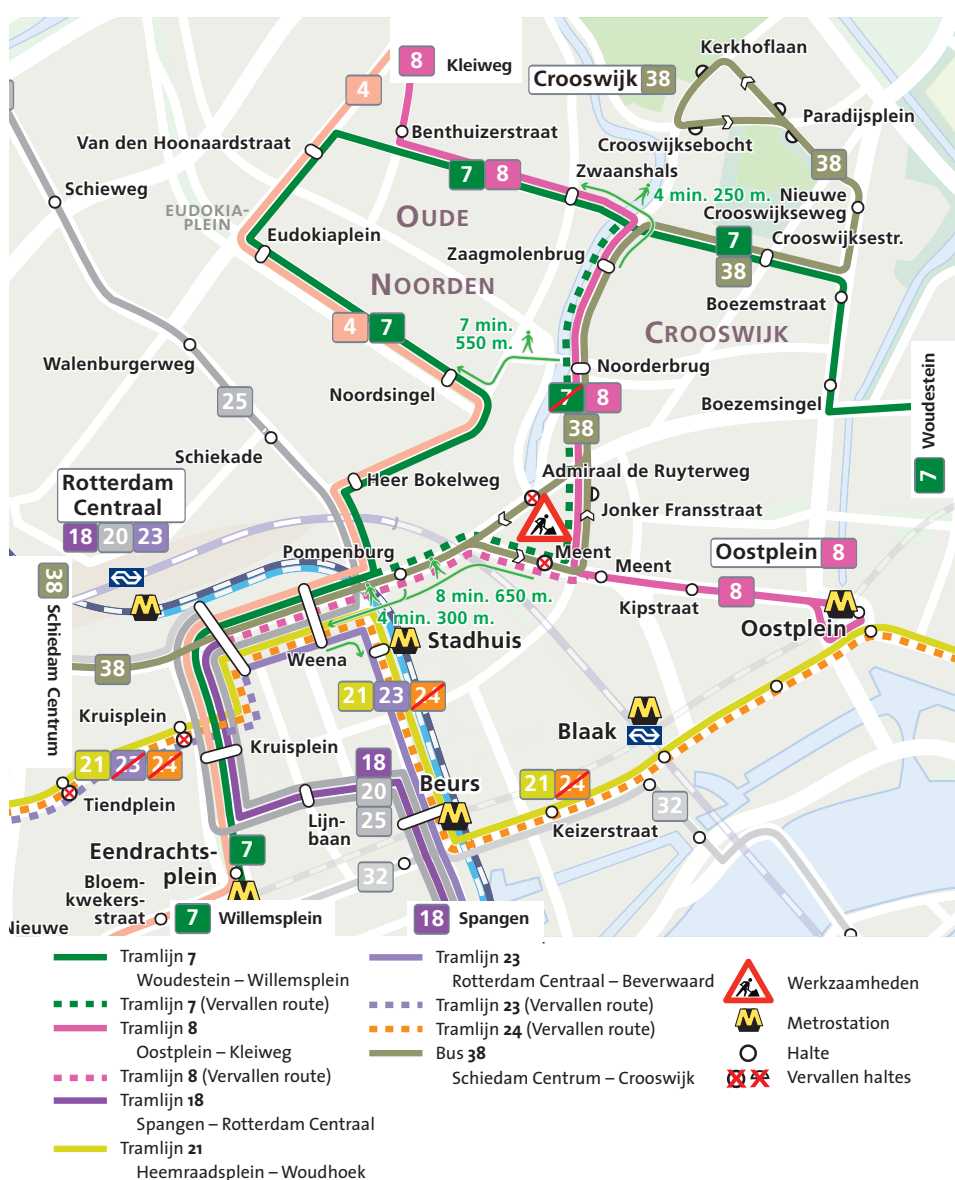 8
Kleiweg
4
Kerkhoflaan
Crooswijk 38
Paradijsplein
Benthuizerstraat
Van den Hoonaardstraat
Crooswijksebocht
38
Zwaanshals
7 8
Schieweg
4 min. 250 m.
Nieuwe
Crooswijkseweg
EUDOKIA-
PLEIN
OUDE
NOORDEN
Eudokiaplein
7
38
Crooswijksestr.
Zaagmolenbrug
Boezemstraat
4 7
7 min.
550 m.
CROOSWIJK
Walenburgerweg
Noordsingel
Noorderbrug
25
7 8
38
Boezemsingel
Woudestein
7
Schiekade
Heer Bokelweg
Admiraal de Ruyterweg
Rotterdam
Centraal
18 20 23
Jonker Fransstraat
Pompenburg
Meent
Meent
Oostplein 8
38
Schiedam Centrum
8 min. 650 m.
4 min. 300 m.
Kipstraat
8
Oostplein
M
M
Stadhuis
M
Weena
38
21 23 24
Kruisplein
Kruisplein
Blaak
M
21 23 24
Tiendplein
18
20
25
Beurs
M
21 24
Keizerstraat
32
Lijn-
baan
Eendrachts-
plein
7
M
32
Bloem-
kwekers-
straat
Nieuwe
7
Willemsplein
18
Spangen
Tramlijn 7
Woudestein – Willemsplein
Tramlijn 7 (Vervallen route)
Tramlijn 8
Oostplein – Kleiweg
Tramlijn 8 (Vervallen route)
Tramlijn 18
Spangen – Rotterdam Centraal
Tramlijn 21
Heemraadsplein – Woudhoek
Tramlijn 23
Rotterdam Centraal – Beverwaard
Tramlijn 23 (Vervallen route)
Tramlijn 24 (Vervallen route)
Bus 38
Schiedam Centrum – Crooswijk
Werkzaamheden
M
Metrostation
Halte
Vervallen haltes